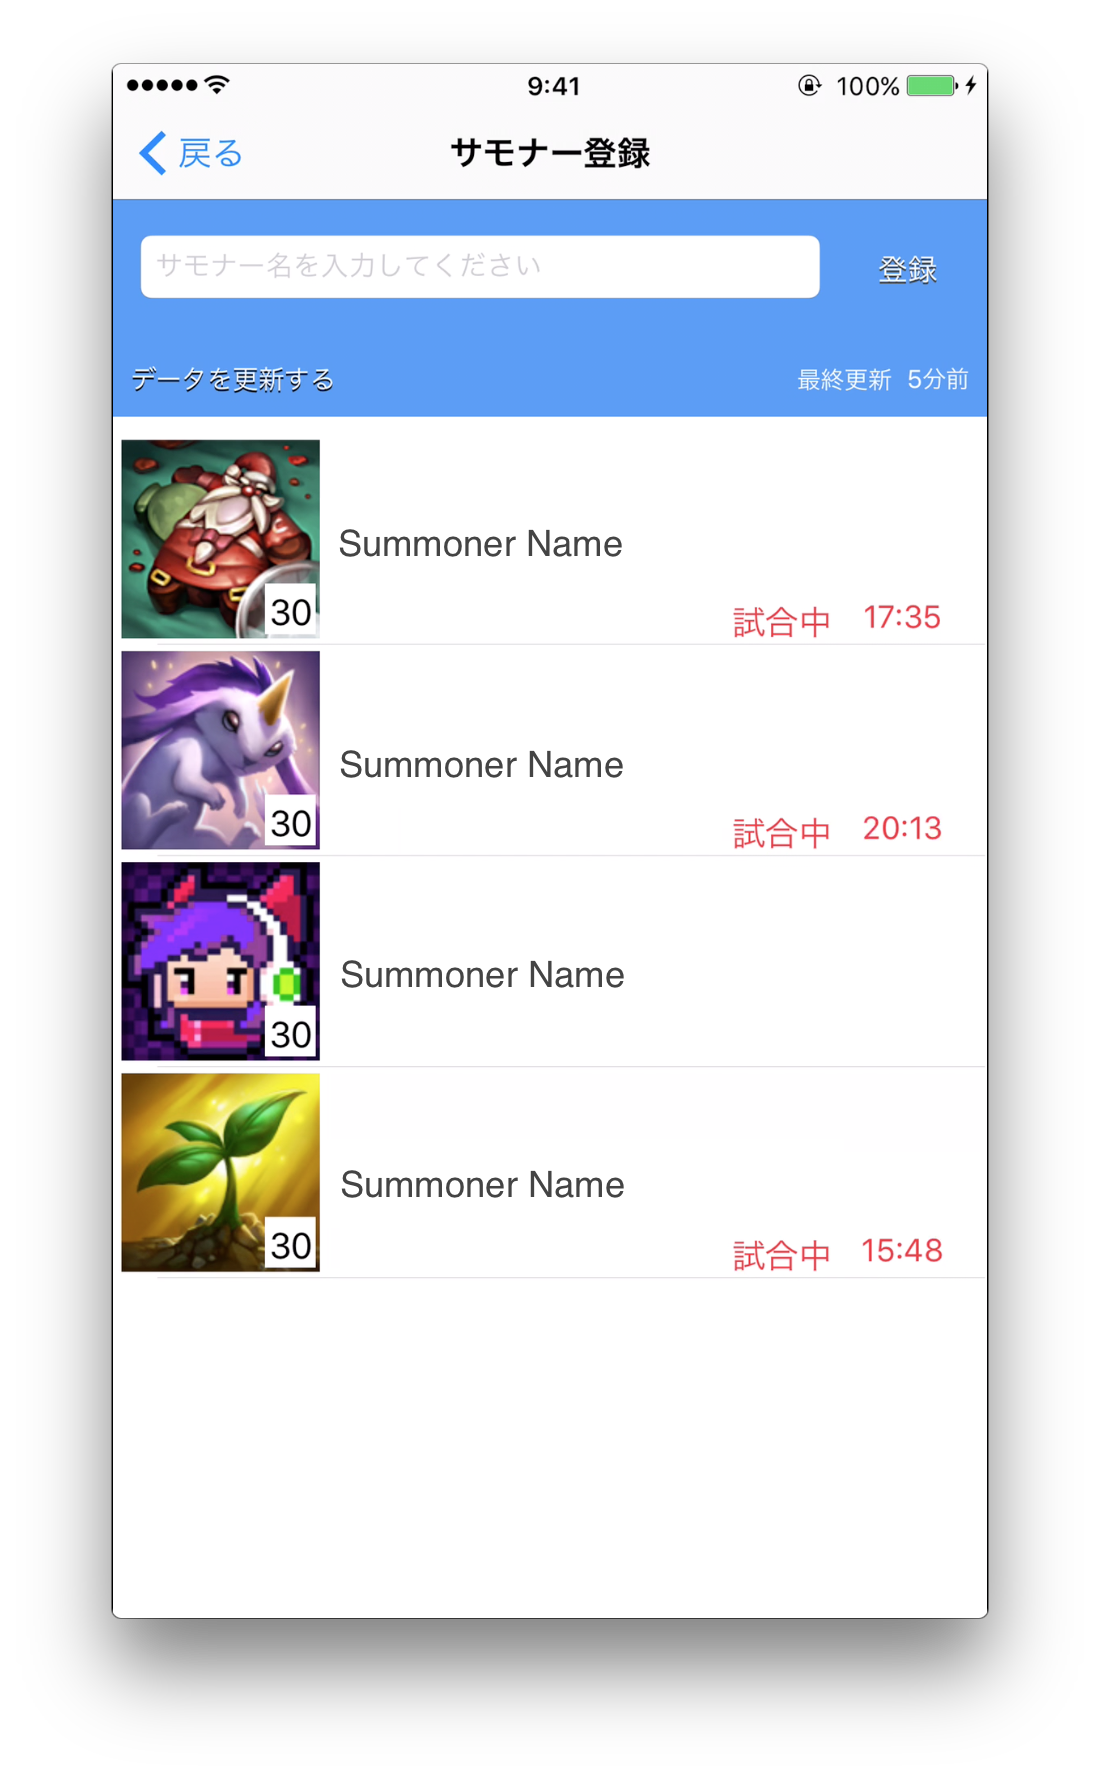 9:41 100%
戻る サモナー登録
サモナー名を入力してください 登録
データを更新する 最終更新 5分前
Summoner Name
30 試合中 17:35
Summoner Name
30 試合中 20:13
Summoner Name
30
Summoner Name
30 試合中 15:48